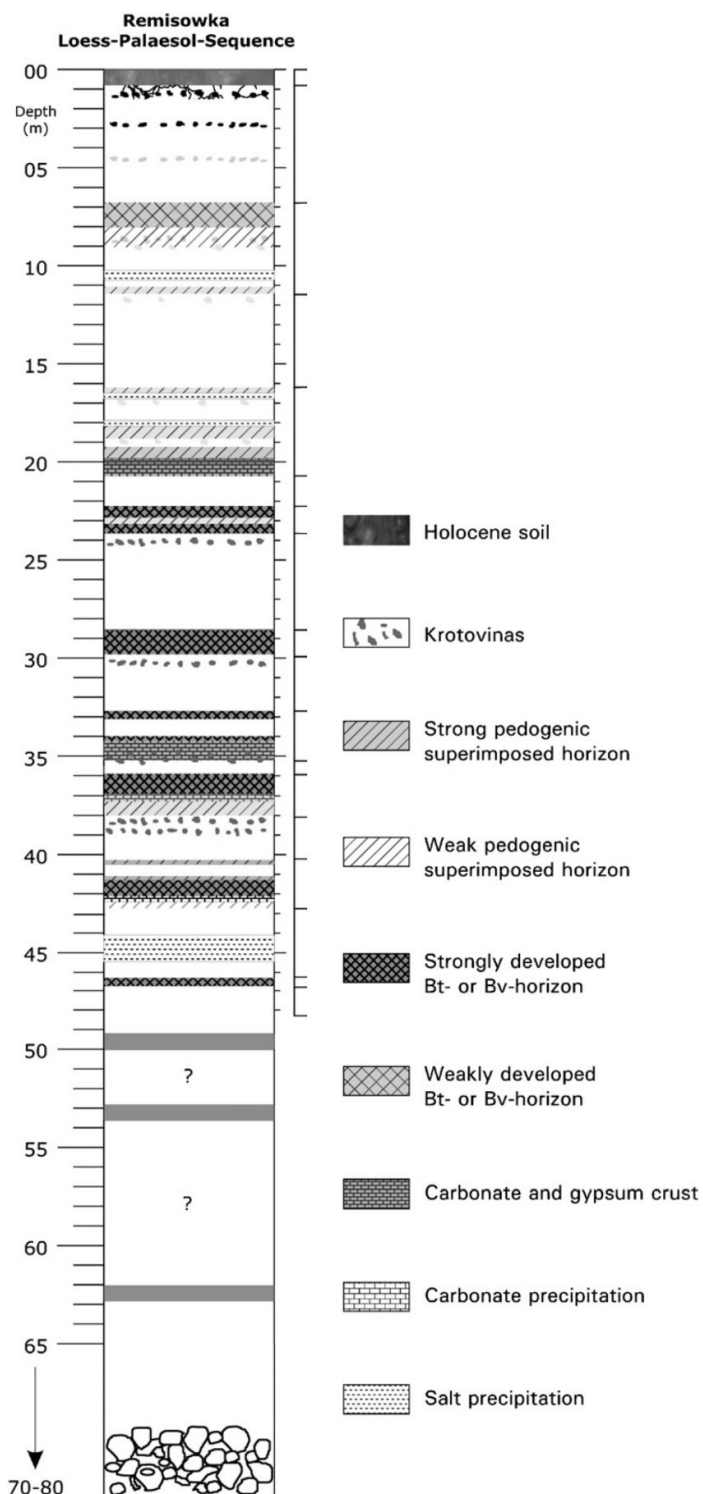 Remisowka
Loess-Palaesol-Sequence
00
Depth
(m)
05
10
15
20
25
30
35
40
45
50
55
60
65
70-80
?
?
Holocene soil
Krotovinas
Strong pedogenic
superimposed horizon
Weak pedogenic
superimposed horizon
Strongly developed
Bt- or Bv-horizon
Weakly developed
Bt- or Bv-horizon
Carbonate and gypsum crust
Carbonate precipitation
Salt precipitation